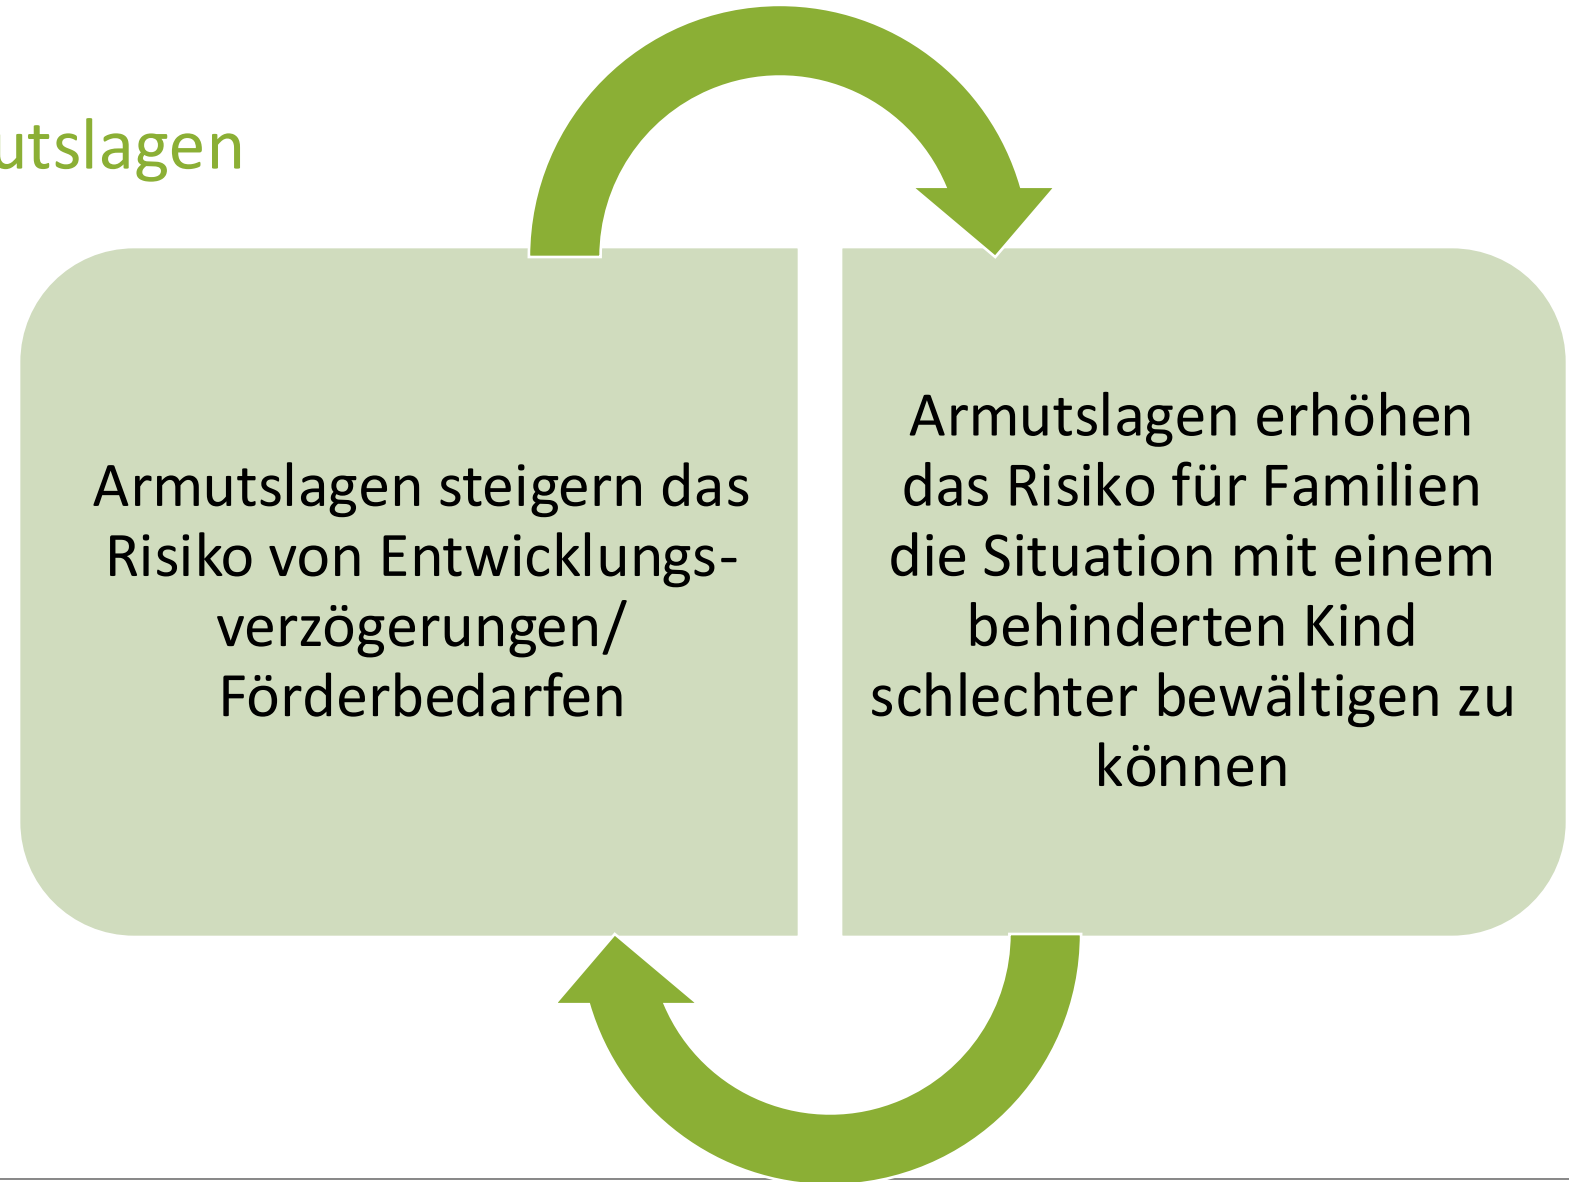 utslagen
Armutslagen steigern das
Risiko von Entwicklungs-
verzögerungen/
Förderbedarfen
Armutslagen erhöhen
das Risiko für Familien
die Situation mit einem
behinderten Kind
schlechter bewältigen zu
können